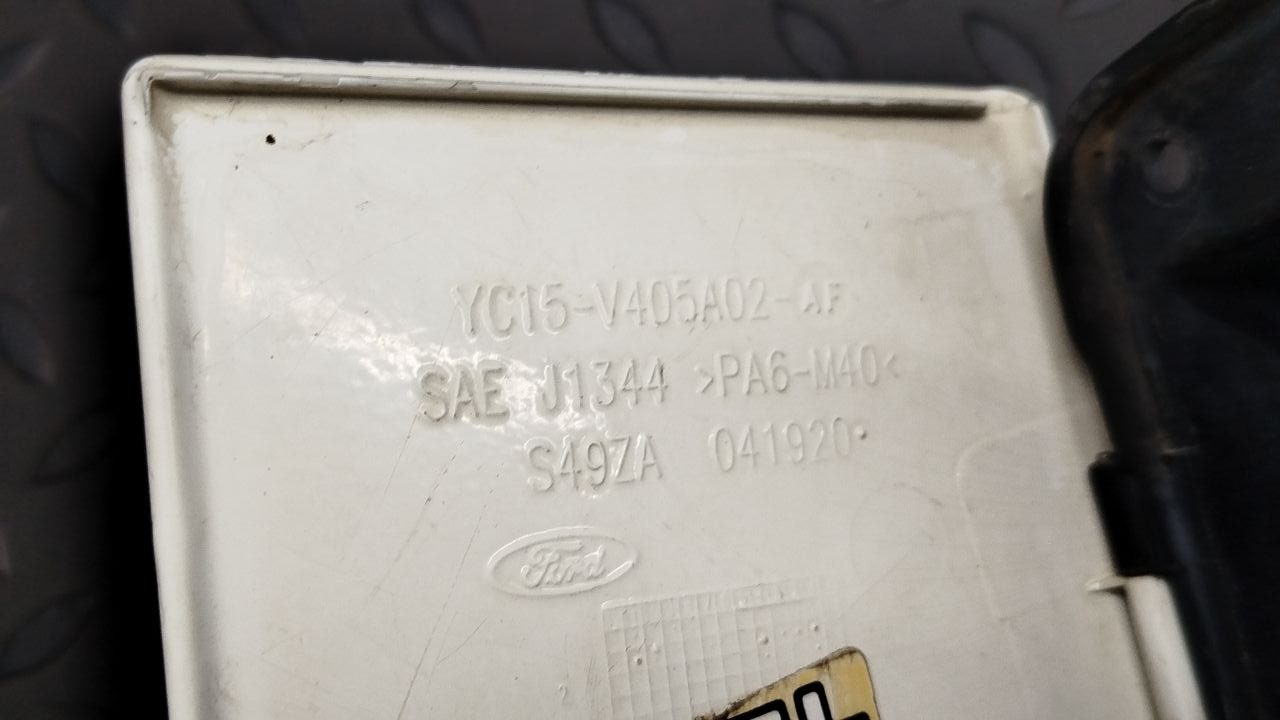 YC15-V405A02-AF
SAE J1344 >PA6-M40<
S49ZA 041920
Ford